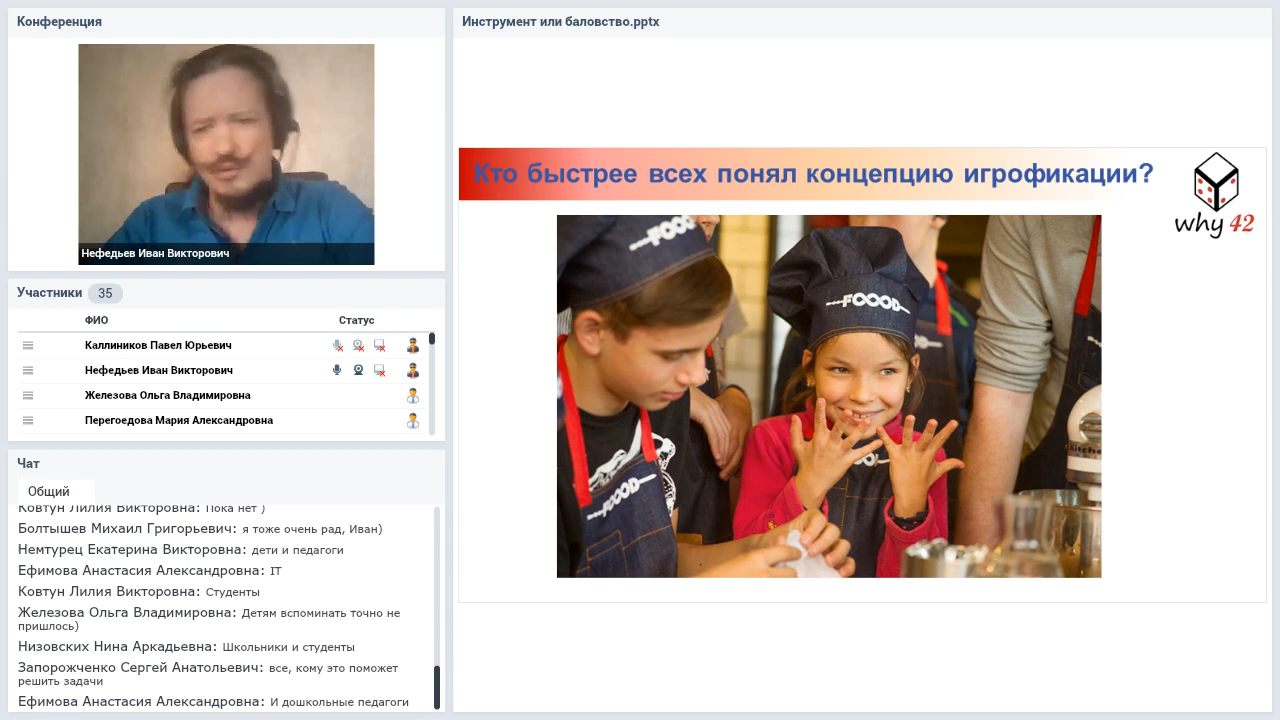 Конференция
Нефедьев Иван Викторович
Участники 35
ФИО Статус
Каллиников Павел Юрьевич
Нефедьев Иван Викторович
Железова Ольга Владимировна
Перегоедова Мария Александровна
Чат
Общий
Ковтун Лилия Викторовна: Пока нет )
Болтышев Михаил Григорьевич: я тоже очень рад, Иван)
Немтурец Екатерина Викторовна: дети и педагоги
Ефимова Анастасия Александровна: IT
Ковтун Лилия Викторовна: Студенты
Железова Ольга Владимировна: Детям вспоминать точно не
пришлось)
Низовских Нина Аркадьевна: Школьники и студенты
Запорожченко Сергей Анатольевич: все, кому это поможет
решить задачи
Ефимова Анастасия Александровна: И дошкольные педагоги
Инструмент или баловство.pptx
Кто быстрее всех понял концепцию игрофикации?
why 42
FOOOD
FOOOD